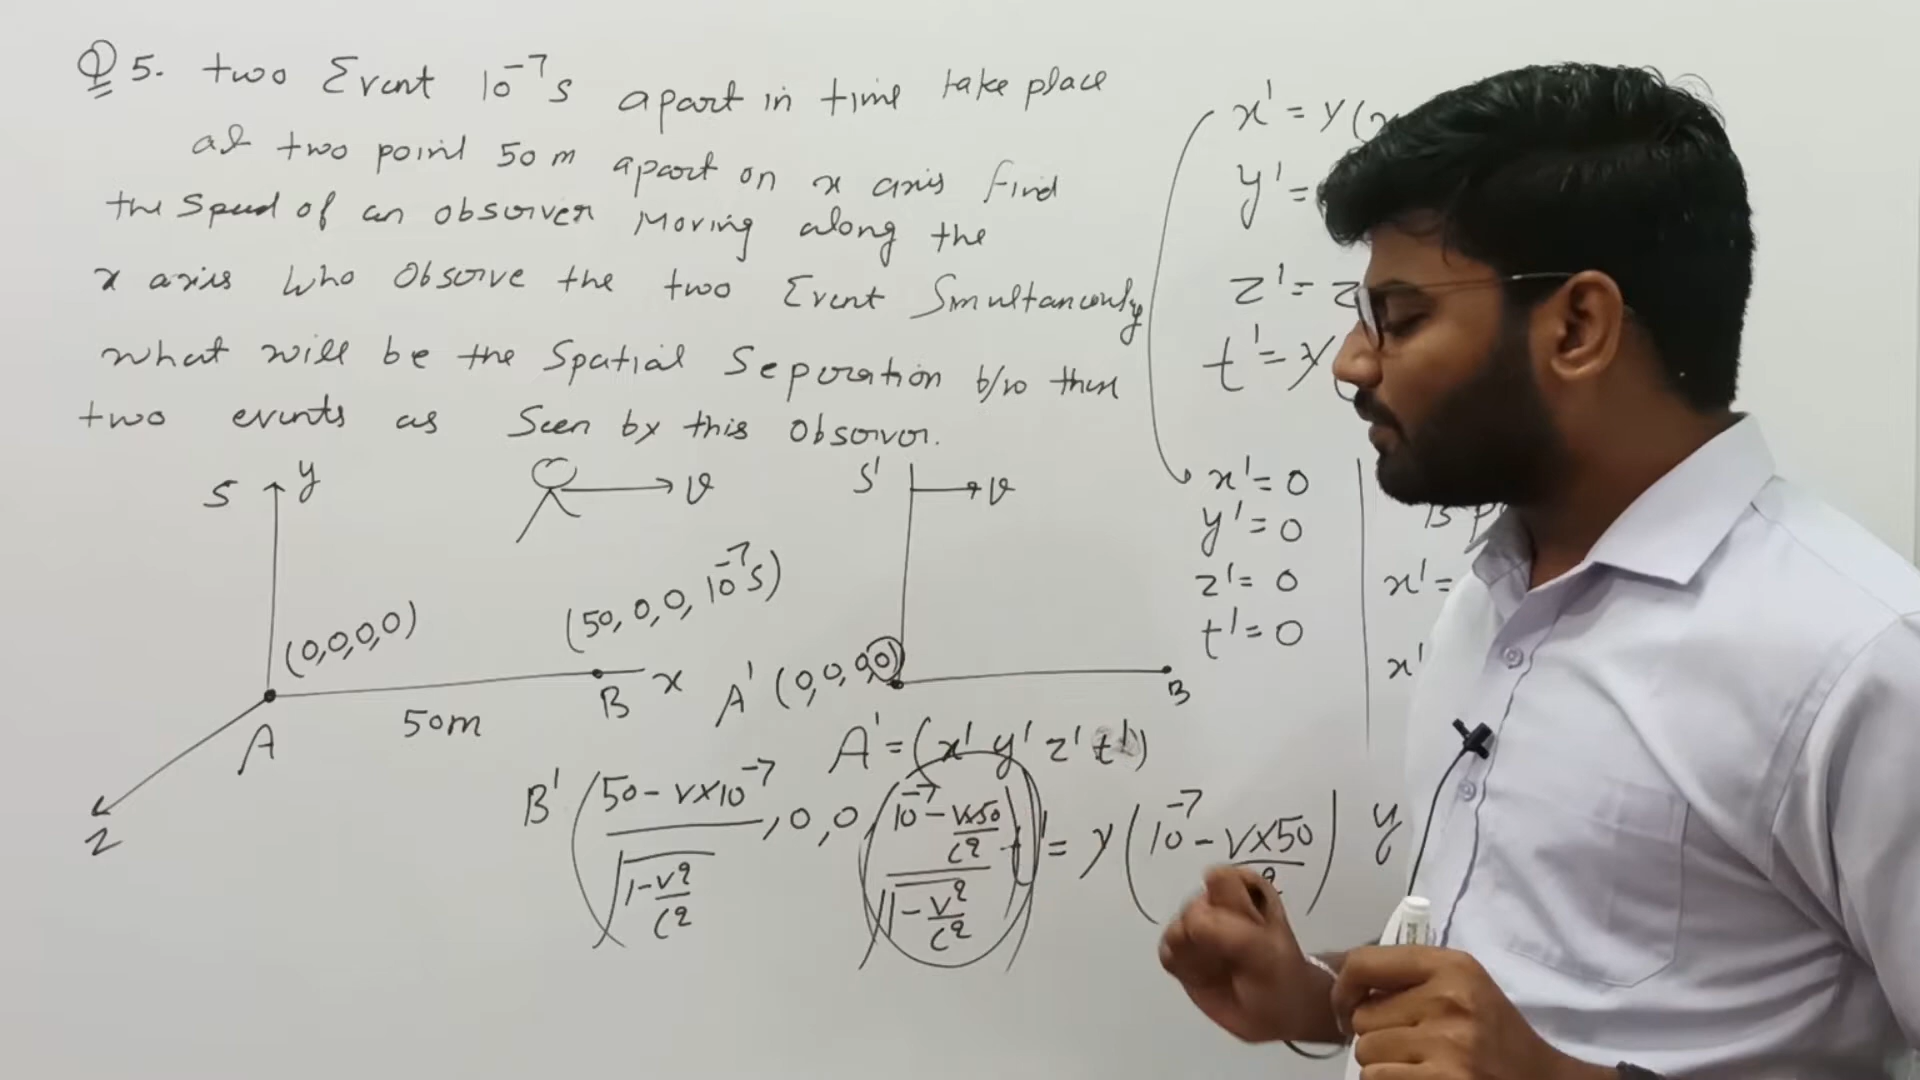 Q 5. two Event 10⁻⁷ s apart in time take place
at two point 50 m apart on x axis find
the speed of an observer Moving along the
x axis Who Observe the two Event Simultaneously
what will be the Spatial Seperation b/w these
two events as Seen by this Observer.
x' = γ(x
y' =
z' = z
t' = γ(
S y
v
S' v
x' = 0
y' = 0
z' = 0
t' = 0
x' =
x'
(0,0,0,0)
(50, 0, 0, 10⁻⁷s)
A' (0,0,0,0)
A
50m
B x
B
z
A' = (x' y' z' t')
B' ( (50 - v×10⁻⁷) / √(1 - v²/c²), 0, 0, (10⁻⁷ - v×50/c²) / √(1 - v²/c²) )
t' = γ(10⁻⁷ - v×50/c²)